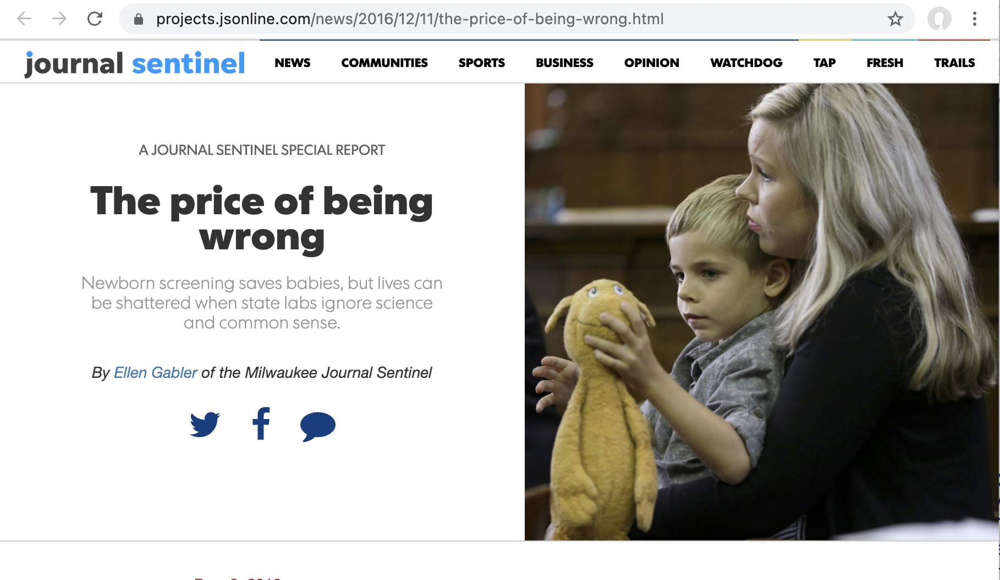 projects.jsonline.com/news/2016/12/11/the-price-of-being-wrong.html
journal sentinel NEWS COMMUNITIES SPORTS BUSINESS OPINION WATCHDOG TAP FRESH TRAILS
A JOURNAL SENTINEL SPECIAL REPORT
The price of being
wrong
Newborn screening saves babies, but lives can
be shattered when state labs ignore science
and common sense.
By Ellen Gabler of the Milwaukee Journal Sentinel